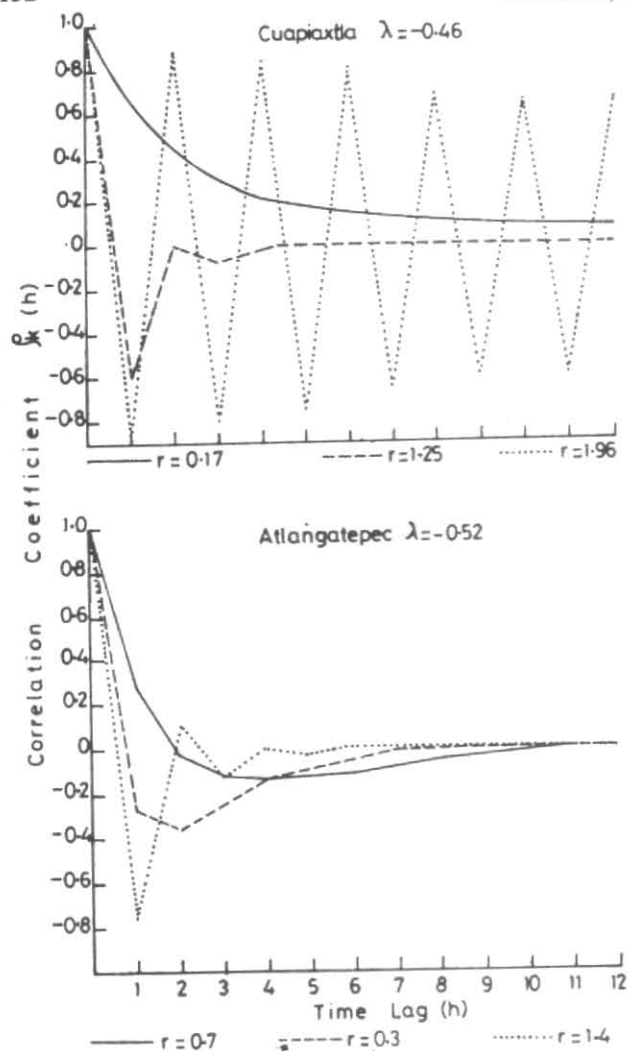 Cuapiaxtla λ=-0.46
1.0
0.8
0.6
0.4
0.2
.0
-0.2
-0.4
-0.6
-0.8
r = 0.17 r=1.25 r=1.96
Atlangatepec λ=-0.52
1.0
0.8
0.6
0.4
0.2
0
-0.2
-0.4
-0.6
-0.8
1 2 3 4 5 6 7 8 9 10 11 12
Time Lag (h)
r = 0.7 r=0.3 r=1.4
Correlation Coefficient ρk (h)